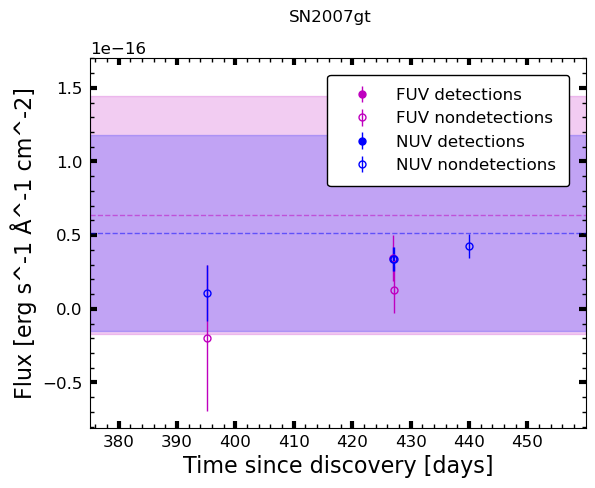 SN2007gt
1e−16
FUV detections
FUV nondetections
NUV detections
NUV nondetections
1.5
1.0
0.5
0.0
−0.5
Flux [erg s^-1 Å^-1 cm^-2]
380 390 400 410 420 430 440 450
Time since discovery [days]